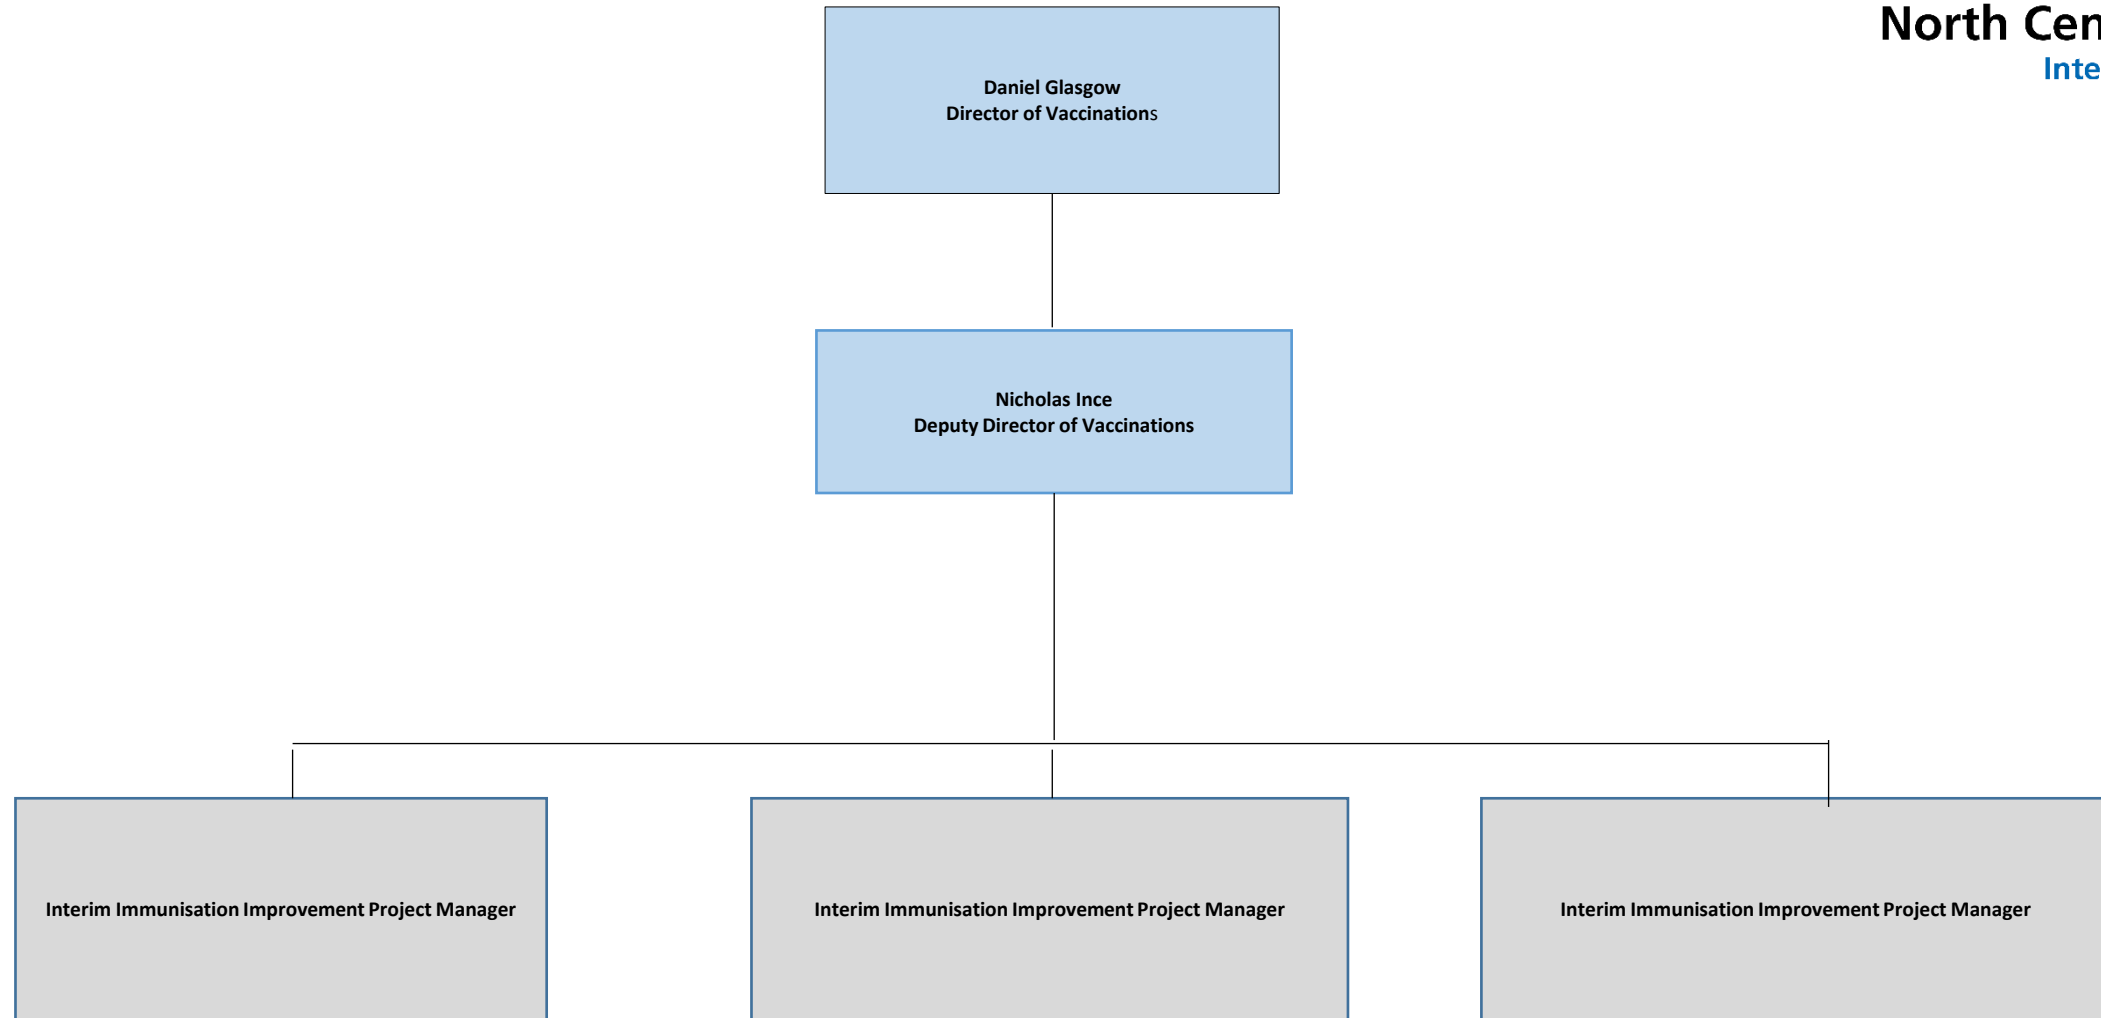 North Cen
Inte
Daniel Glasgow
Director of Vaccinations
Nicholas Ince
Deputy Director of Vaccinations
Interim Immunisation Improvement Project Manager
Interim Immunisation Improvement Project Manager
Interim Immunisation Improvement Project Manager